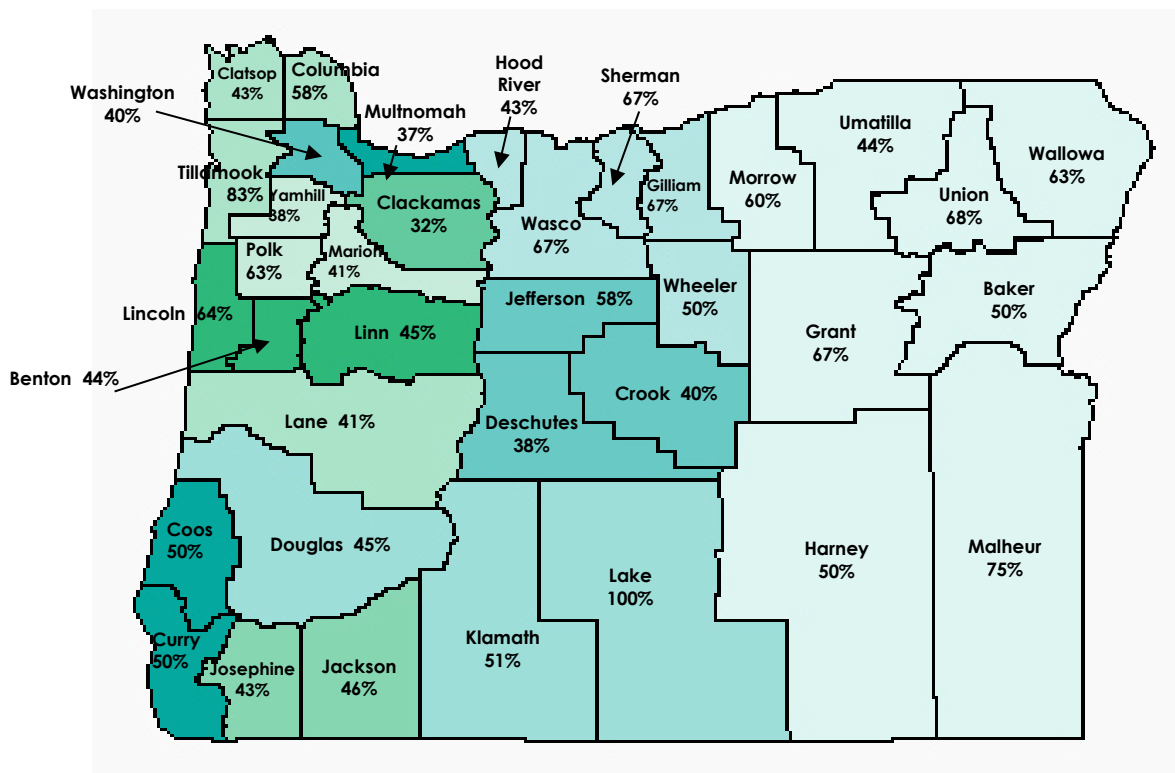 Clatsop
43%
Columbia
58%
Washington
40%
Multnomah
37%
Hood
River
43%
Sherman
67%
Umatilla
44%
Wallowa
63%
Tillamook
83%
Yamhill
38%
Clackamas
32%
Gilliam
67%
Morrow
60%
Union
68%
Wasco
67%
Polk
63%
Marion
41%
Lincoln 64%
Jefferson 58%
Wheeler
50%
Baker
50%
Linn 45%
Grant
67%
Benton 44%
Crook 40%
Lane 41%
Deschutes
38%
Coos
50%
Douglas 45%
Harney
50%
Malheur
75%
Lake
100%
Klamath
51%
Curry
50%
Josephine
43%
Jackson
46%